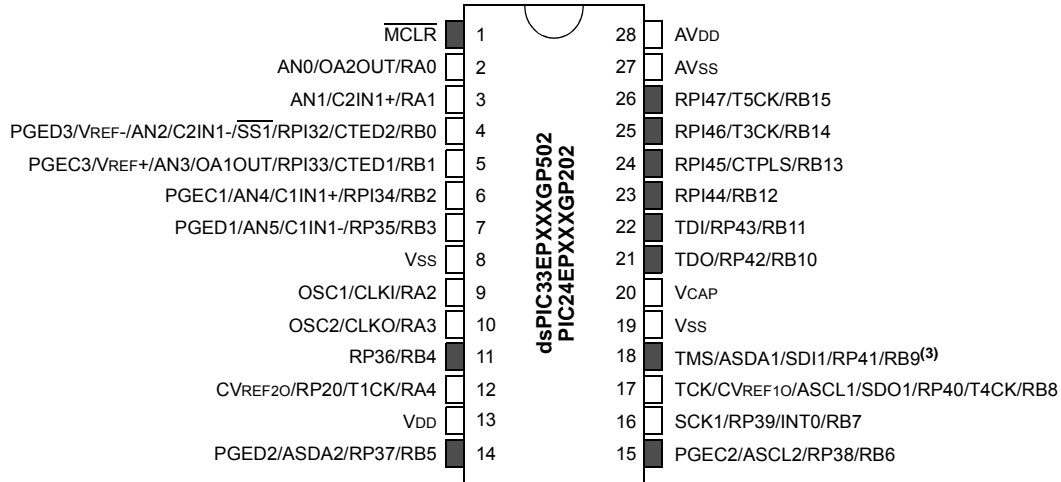 MCLR 1 28 AVDD
AN0/OA2OUT/RA0 2 27 AVSS
AN1/C2IN1+/RA1 3 26 RPI47/T5CK/RB15
PGED3/VREF-/AN2/C2IN1-/SS1/RPI32/CTED2/RB0 4 25 RPI46/T3CK/RB14
PGEC3/VREF+/AN3/OA1OUT/RPI33/CTED1/RB1 5 24 RPI45/CTPLS/RB13
PGEC1/AN4/C1IN1+/RPI34/RB2 6 23 RPI44/RB12
PGED1/AN5/C1IN1-/RP35/RB3 7 22 TDI/RP43/RB11
VSS 8 21 TDO/RP42/RB10
OSC1/CLKI/RA2 9 20 VCAP
OSC2/CLKO/RA3 10 19 VSS
RP36/RB4 11 18 TMS/ASDA1/SDI1/RP41/RB9(3)
CVREF2O/RP20/T1CK/RA4 12 17 TCK/CVREF1O/ASCL1/SDO1/RP40/T4CK/RB8
VDD 13 16 SCK1/RP39/INT0/RB7
PGED2/ASDA2/RP37/RB5 14 15 PGEC2/ASCL2/RP38/RB6
dsPIC33EPXXXGP502
PIC24EPXXXGP202